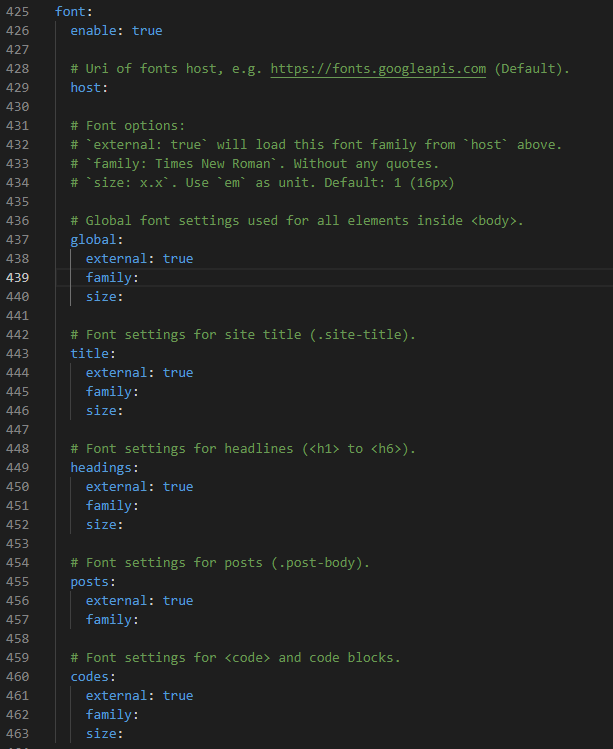 425 font:
426   enable: true
427
428   # Uri of fonts host, e.g. https://fonts.googleapis.com (Default).
429   host:
430
431   # Font options:
432   # `external: true` will load this font family from `host` above.
433   # `family: Times New Roman`. Without any quotes.
434   # `size: x.x`. Use `em` as unit. Default: 1 (16px)
435
436   # Global font settings used for all elements inside <body>.
437   global:
438     external: true
439     family:
440     size:
441
442   # Font settings for site title (.site-title).
443   title:
444     external: true
445     family:
446     size:
447
448   # Font settings for headlines (<h1> to <h6>).
449   headings:
450     external: true
451     family:
452     size:
453
454   # Font settings for posts (.post-body).
455   posts:
456     external: true
457     family:
458
459   # Font settings for <code> and code blocks.
460   codes:
461     external: true
462     family:
463     size: